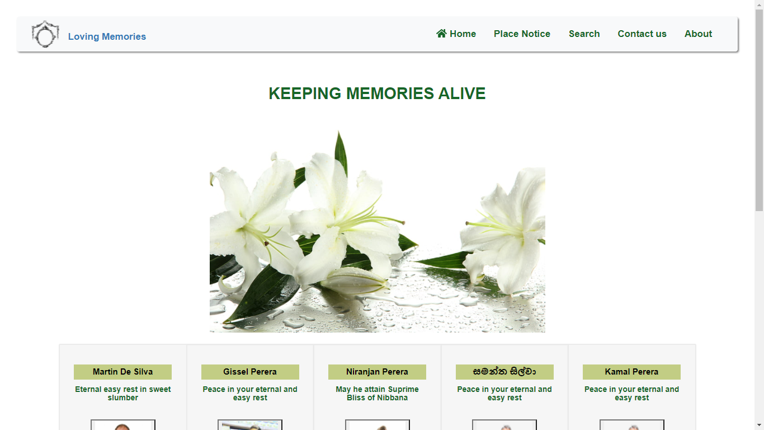 Loving Memories
Home Place Notice Search Contact us About
KEEPING MEMORIES ALIVE
Martin De Silva
Eternal easy rest in sweet
slumber
Gissel Perera
Peace in your eternal and
easy rest
Niranjan Perera
May he attain Suprime
Bliss of Nibbana
සමන්ත සිල්වා
Peace in your eternal and
easy rest
Kamal Perera
Peace in your eternal and
easy rest